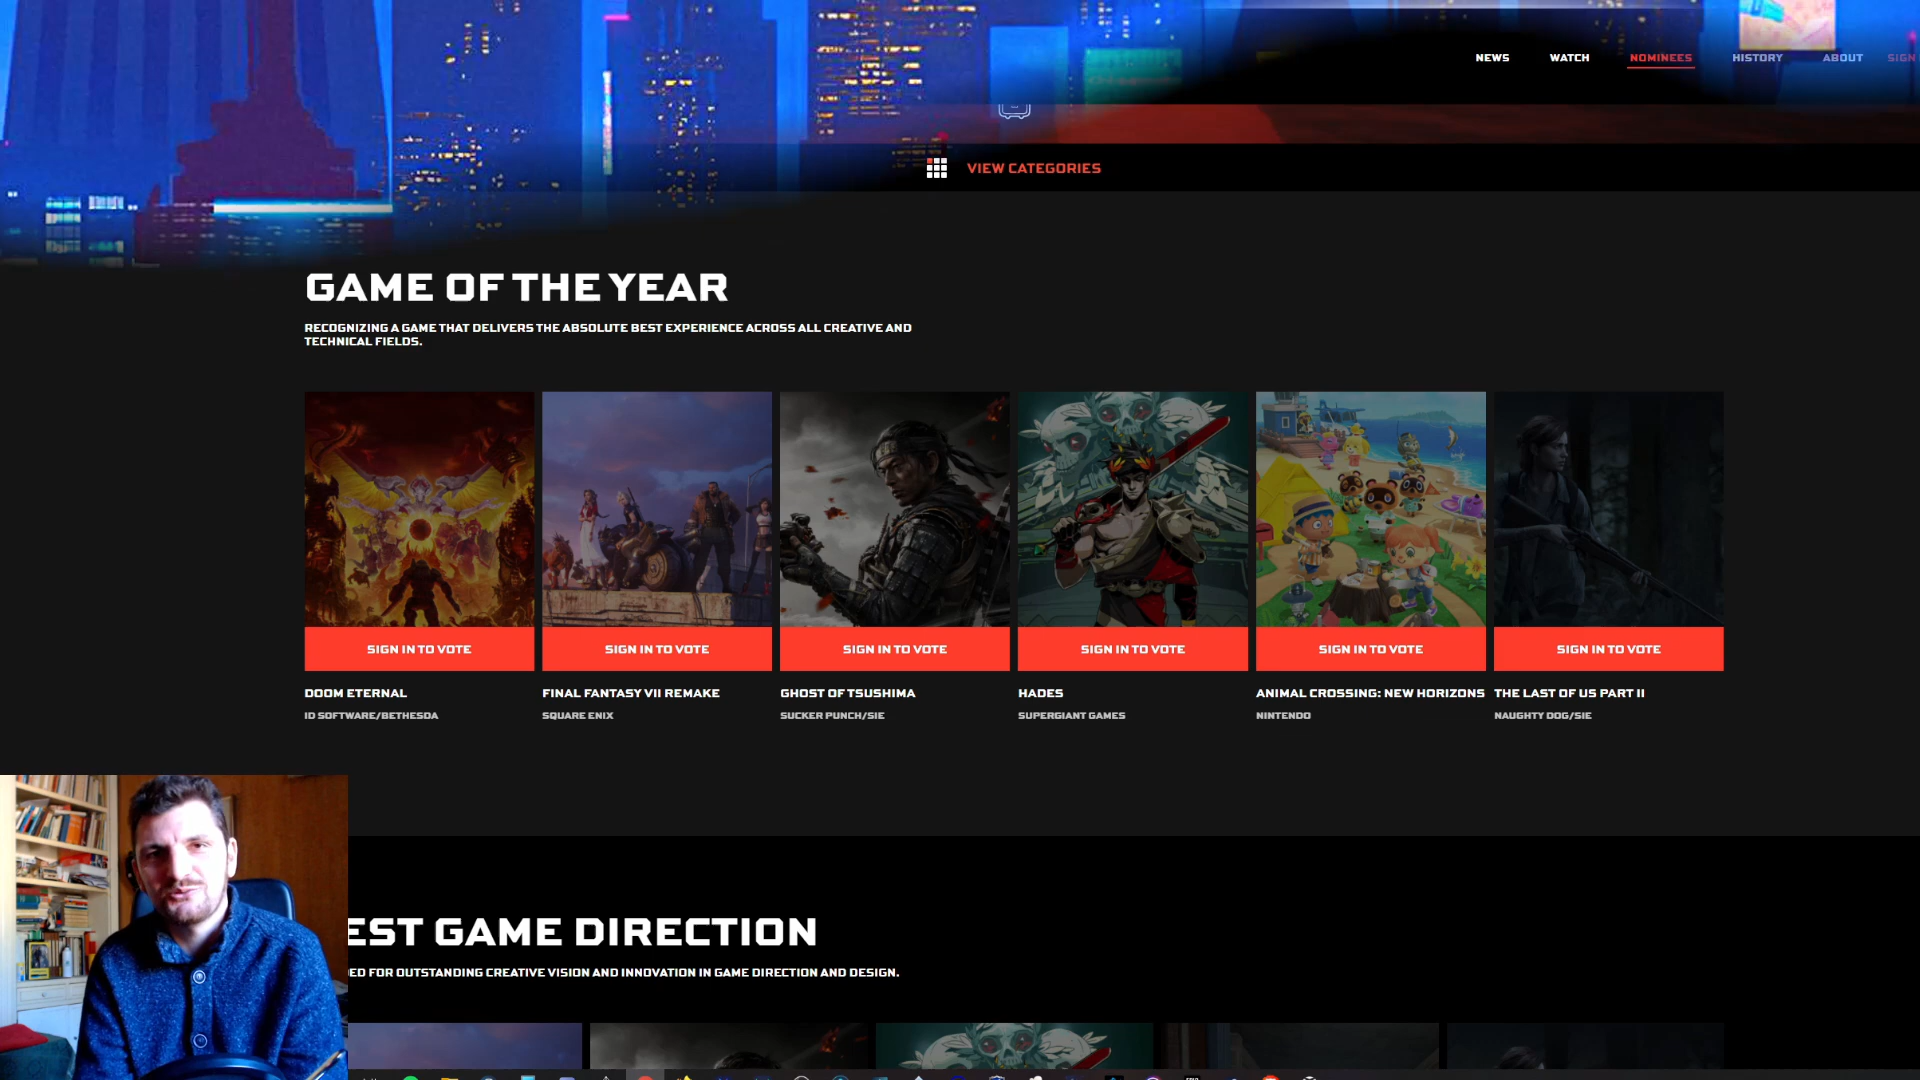 NEWS WATCH NOMINEES HISTORY ABOUT SIGN
VIEW CATEGORIES
GAME OF THE YEAR
RECOGNIZING A GAME THAT DELIVERS THE ABSOLUTE BEST EXPERIENCE ACROSS ALL CREATIVE AND
TECHNICAL FIELDS.
SIGN IN TO VOTE SIGN IN TO VOTE SIGN IN TO VOTE SIGN IN TO VOTE SIGN IN TO VOTE SIGN IN TO VOTE
DOOM ETERNAL FINAL FANTASY VII REMAKE GHOST OF TSUSHIMA HADES ANIMAL CROSSING: NEW HORIZONS THE LAST OF US PART II
ID SOFTWARE/BETHESDA SQUARE ENIX SUCKER PUNCH/SIE SUPERGIANT GAMES NINTENDO NAUGHTY DOG/SIE
EST GAME DIRECTION
ED FOR OUTSTANDING CREATIVE VISION AND INNOVATION IN GAME DIRECTION AND DESIGN.